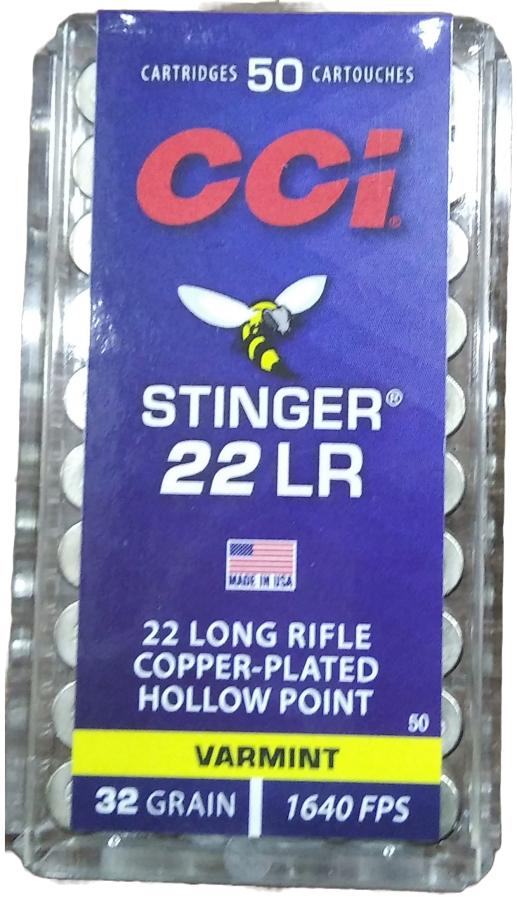 CARTRIDGES 50 CARTOUCHES
CCi®
STINGER®
22 LR
MADE IN USA
22 LONG RIFLE
COPPER-PLATED
HOLLOW POINT
50
VARMINT
32 GRAIN 1640 FPS